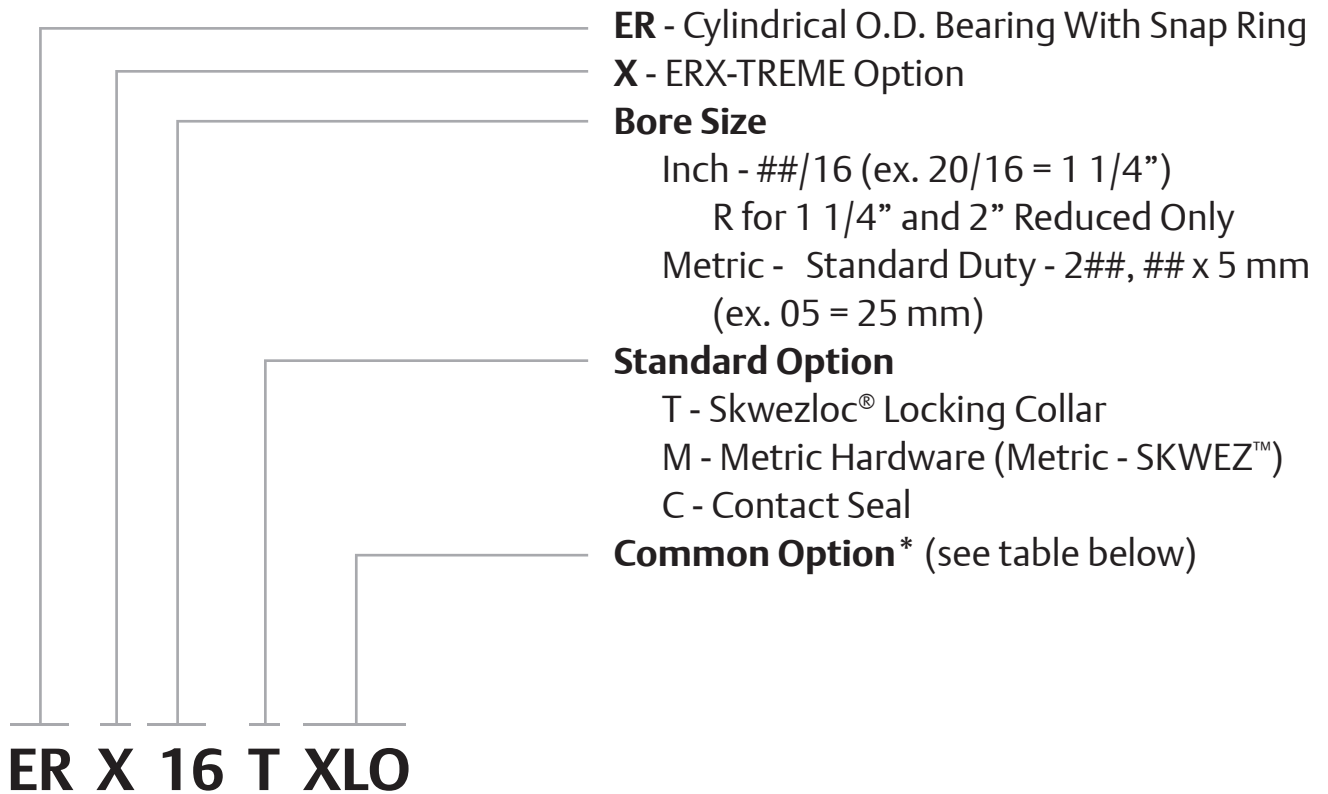 ER - Cylindrical O.D. Bearing With Snap Ring
X - ERX-TREME Option
Bore Size
Inch - ##/16 (ex. 20/16 = 1 1/4”)
R for 1 1/4” and 2” Reduced Only
Metric - Standard Duty - 2##, ## x 5 mm
(ex. 05 = 25 mm)
Standard Option
T - Skwezloc® Locking Collar
M - Metric Hardware (Metric - SKWEZ™)
C - Contact Seal
Common Option* (see table below)
ER X 16 T XLO